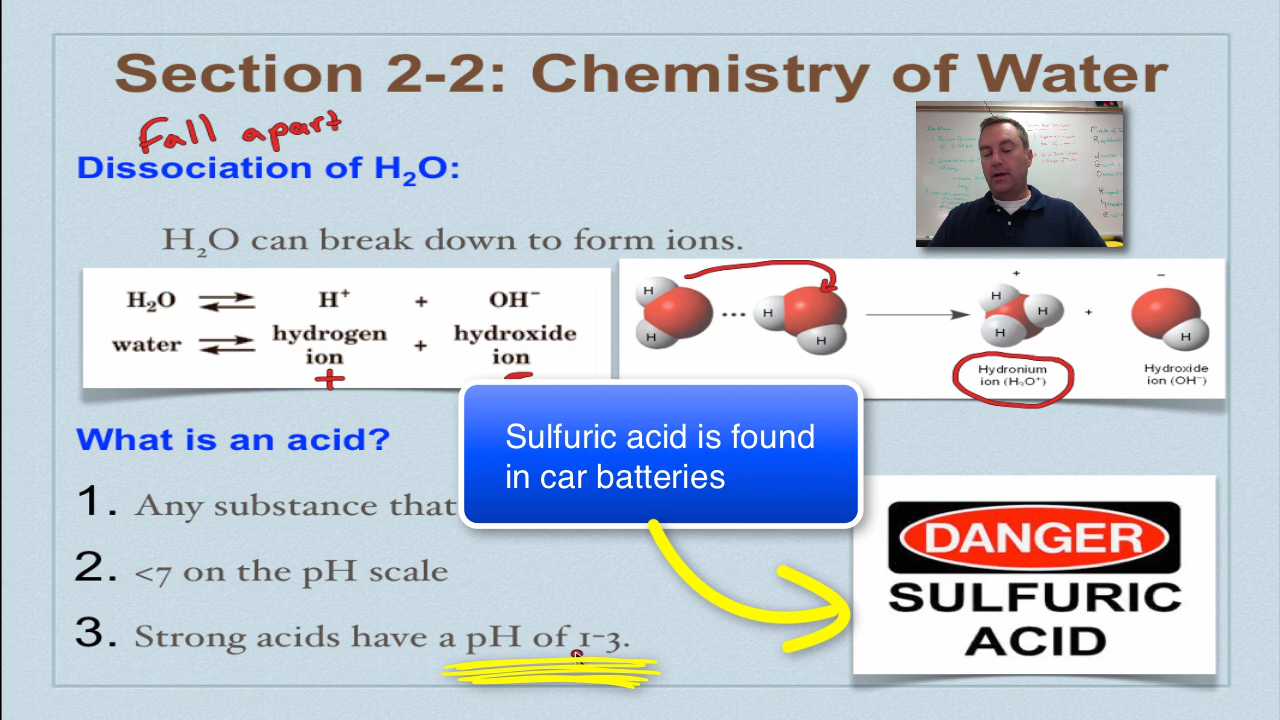 Section 2-2: Chemistry of Water
fall apart
Dissociation of H₂O:
H₂O can break down to form ions.
H₂O ⇌ H⁺ + OH⁻
water ⇌ hydrogen ion + hydroxide ion
+ −
H H ... H H → H H H + H
+ −
Hydronium
ion (H₃O⁺)
Hydroxide
ion (OH⁻)
What is an acid?
Sulfuric acid is found
in car batteries
1. Any substance that
2. <7 on the pH scale
3. Strong acids have a pH of 1-3.
DANGER
SULFURIC
ACID